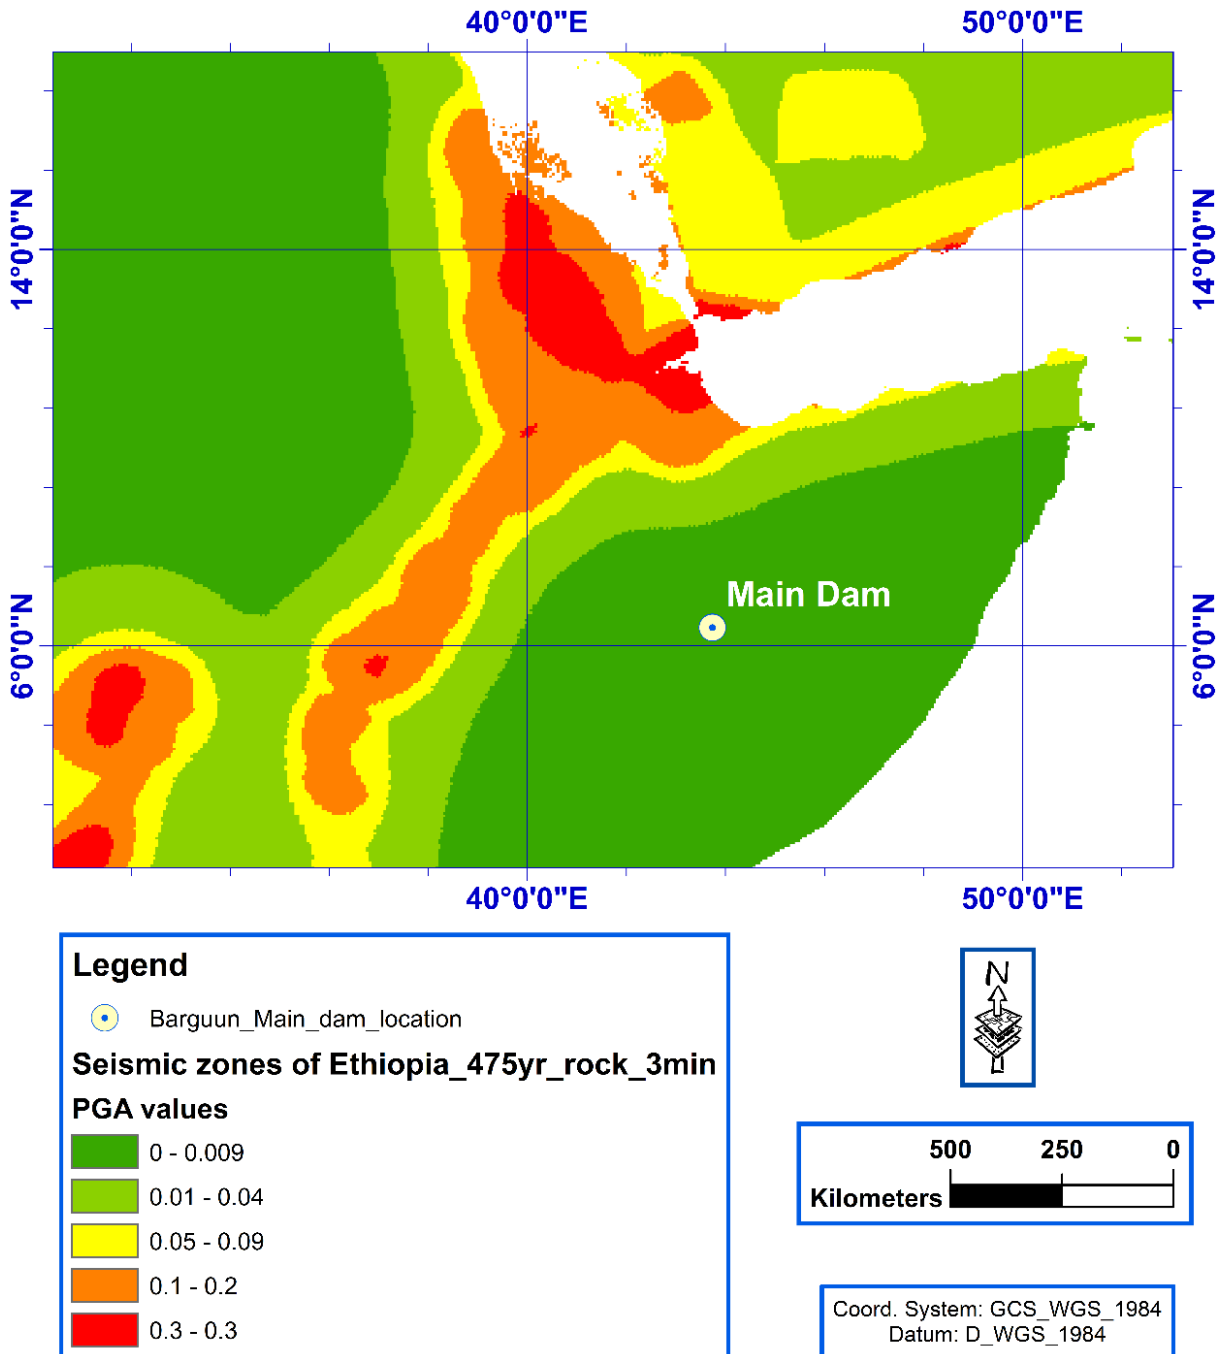 40°0'0"E
50°0'0"E
14°0'0"N
14°0'0"N
Main Dam
6°0'0"N
6°0'0"N
40°0'0"E
50°0'0"E
Legend
Barguun_Main_dam_location
Seismic zones of Ethiopia_475yr_rock_3min
PGA values
0 - 0.009
0.01 - 0.04
0.05 - 0.09
0.1 - 0.2
0.3 - 0.3
N
500 250 0
Kilometers
Coord. System: GCS_WGS_1984
Datum: D_WGS_1984